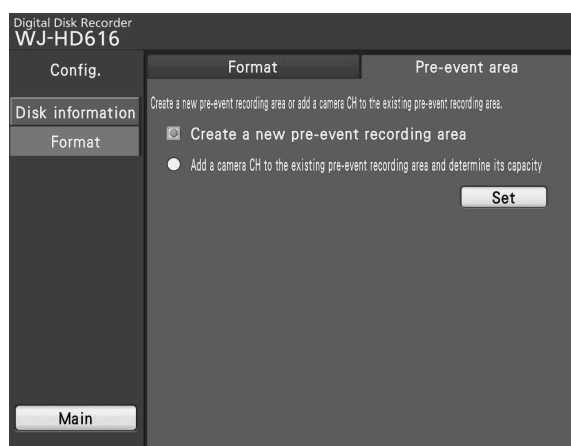 Digital Disk Recorder
WJ-HD616
Config.
Disk information
Format
Main
Format
Pre-event area
Create a new pre-event recording area or add a camera CH to the existing pre-event recording area.
Create a new pre-event recording area
Add a camera CH to the existing pre-event recording area and determine its capacity
Set